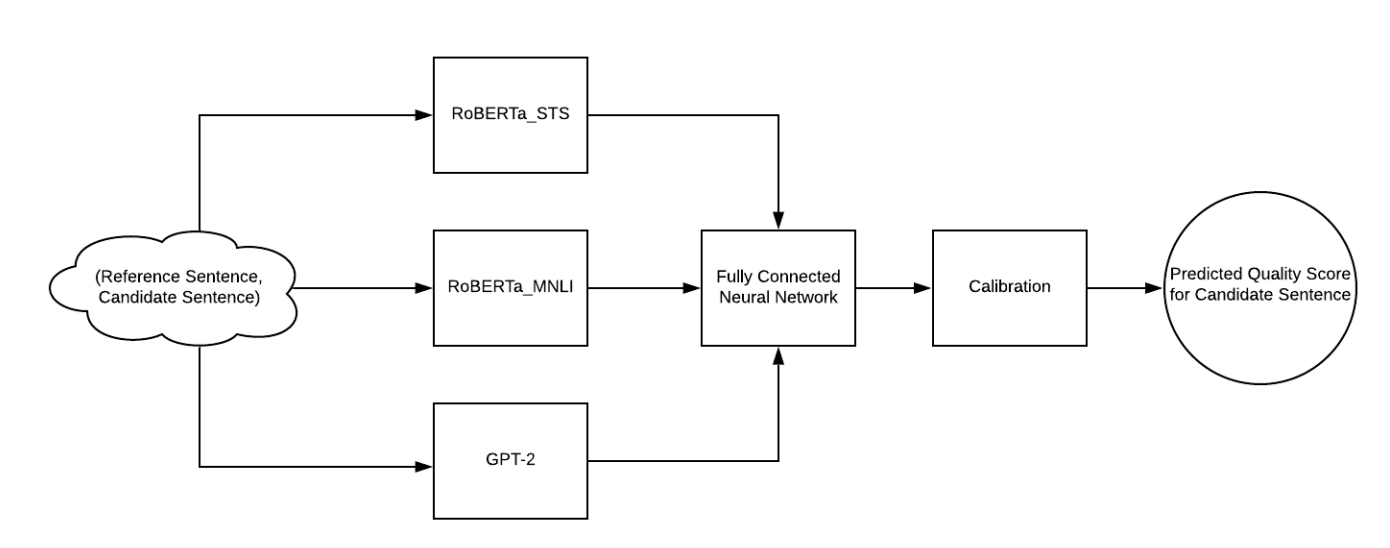 RoBERTa_STS
(Reference Sentence,
Candidate Sentence)
RoBERTa_MNLI
Fully Connected
Neural Network
Calibration
Predicted Quality Score
for Candidate Sentence
GPT-2